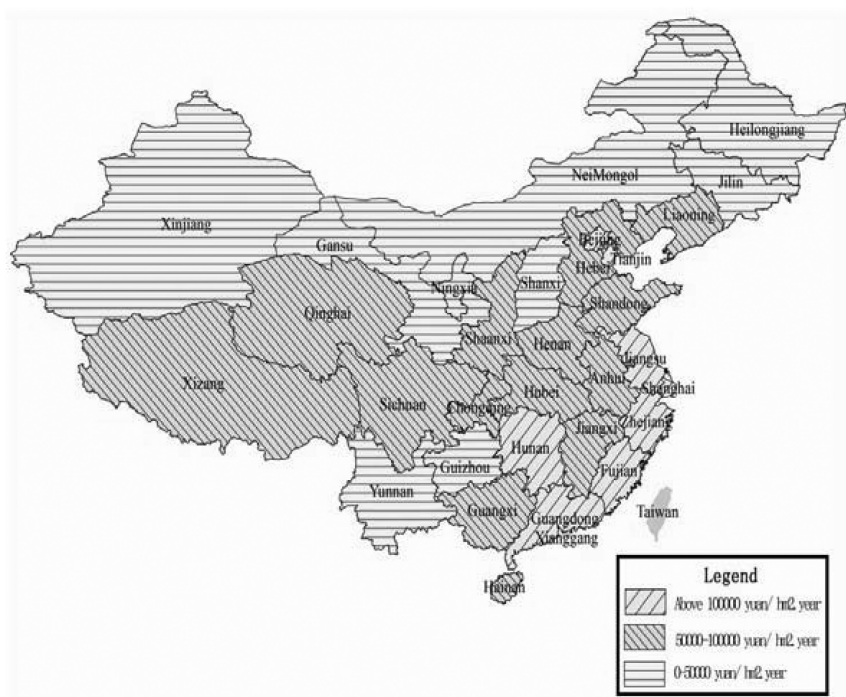 Heilongjiang
NeiMongol
Jilin
Xinjiang
Liaoning
Beijing
Gansu
Tianjin
Hebei
Ningxia
Shanxi
Shandong
Qinghai
Shaanxi
Henan
Jiangsu
Xizang
Anhui
Shanghai
Sichuan
Chongqing
Hubei
Zhejiang
Jiangxi
Hunan
Guizhou
Fujian
Yunnan
Guangxi
Guangdong
Taiwan
Xianggang
Hainan
Legend
Above 100000 yuan/ hm2. year
50000-100000 yuan/ hm2. year
0-50000 yuan/ hm2. year